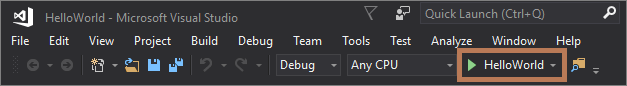 HelloWorld - Microsoft Visual Studio Quick Launch (Ctrl+Q)
File Edit View Project Build Debug Team Tools Test Analyze Window Help
Debug Any CPU HelloWorld